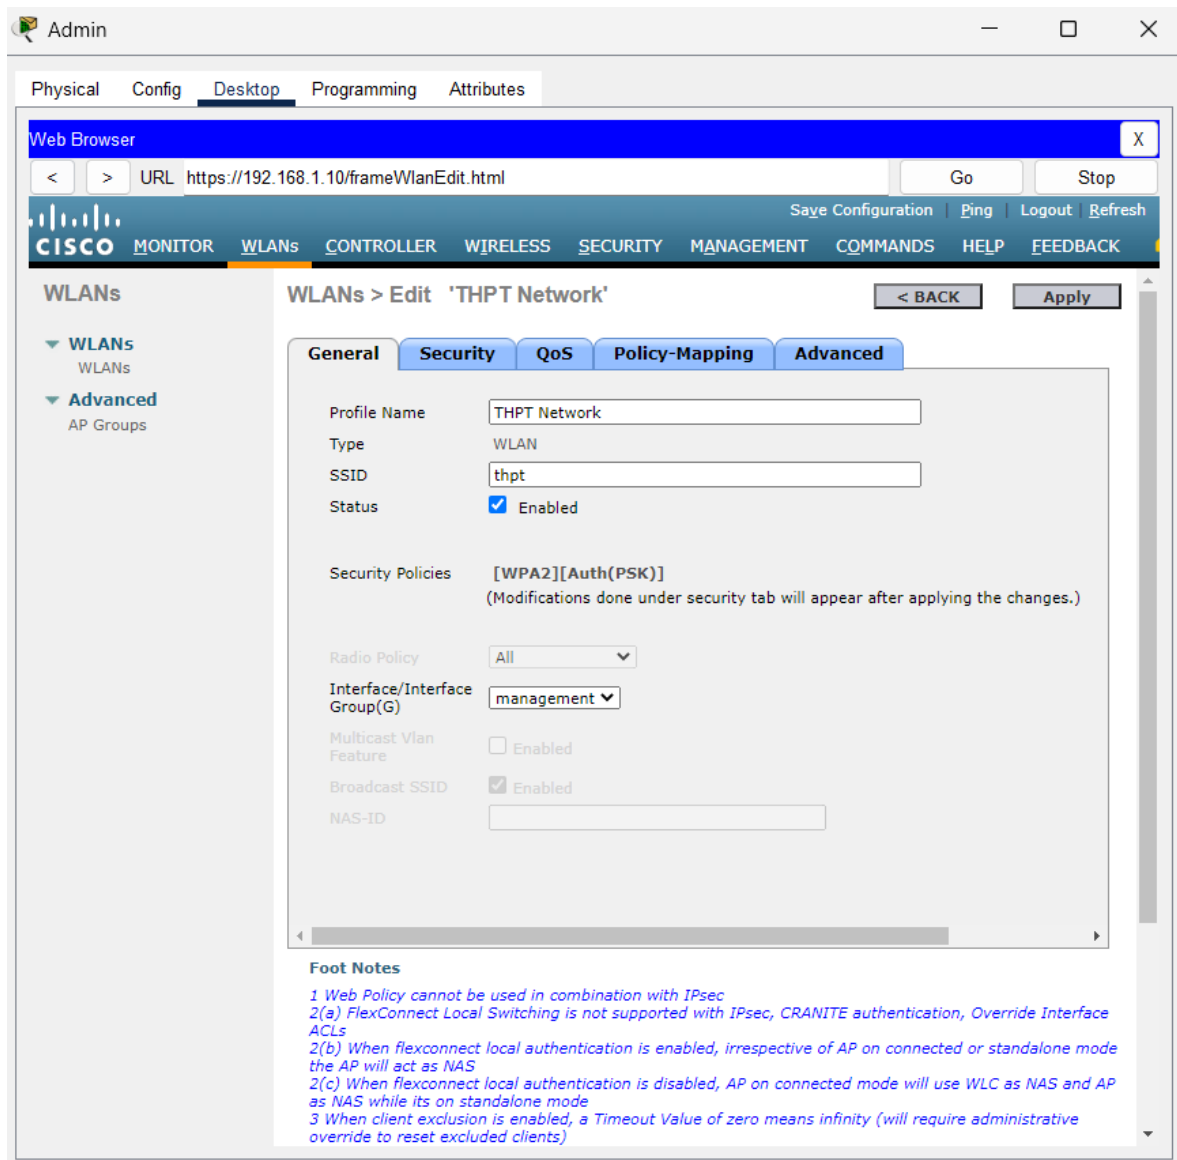 Admin
Physical Config Desktop Programming Attributes
Web Browser X
< > URL https://192.168.1.10/frameWlanEdit.html Go Stop
Save Configuration | Ping | Logout | Refresh
CISCO MONITOR WLANs CONTROLLER WIRELESS SECURITY MANAGEMENT COMMANDS HELP FEEDBACK
WLANs
WLANs
WLANs
Advanced
AP Groups
WLANs > Edit 'THPT Network' < BACK Apply
General Security QoS Policy-Mapping Advanced
Profile Name THPT Network
Type WLAN
SSID thpt
Status Enabled
Security Policies [WPA2][Auth(PSK)]
(Modifications done under security tab will appear after applying the changes.)
Radio Policy All
Interface/Interface
Group(G) management
Multicast Vlan
Feature Enabled
Broadcast SSID Enabled
NAS-ID
Foot Notes
1 Web Policy cannot be used in combination with IPsec
2(a) FlexConnect Local Switching is not supported with IPsec, CRANITE authentication, Override Interface
ACLs
2(b) When flexconnect local authentication is enabled, irrespective of AP on connected or standalone mode
the AP will act as NAS
2(c) When flexconnect local authentication is disabled, AP on connected mode will use WLC as NAS and AP
as NAS while its on standalone mode
3 When client exclusion is enabled, a Timeout Value of zero means infinity (will require administrative
override to reset excluded clients)